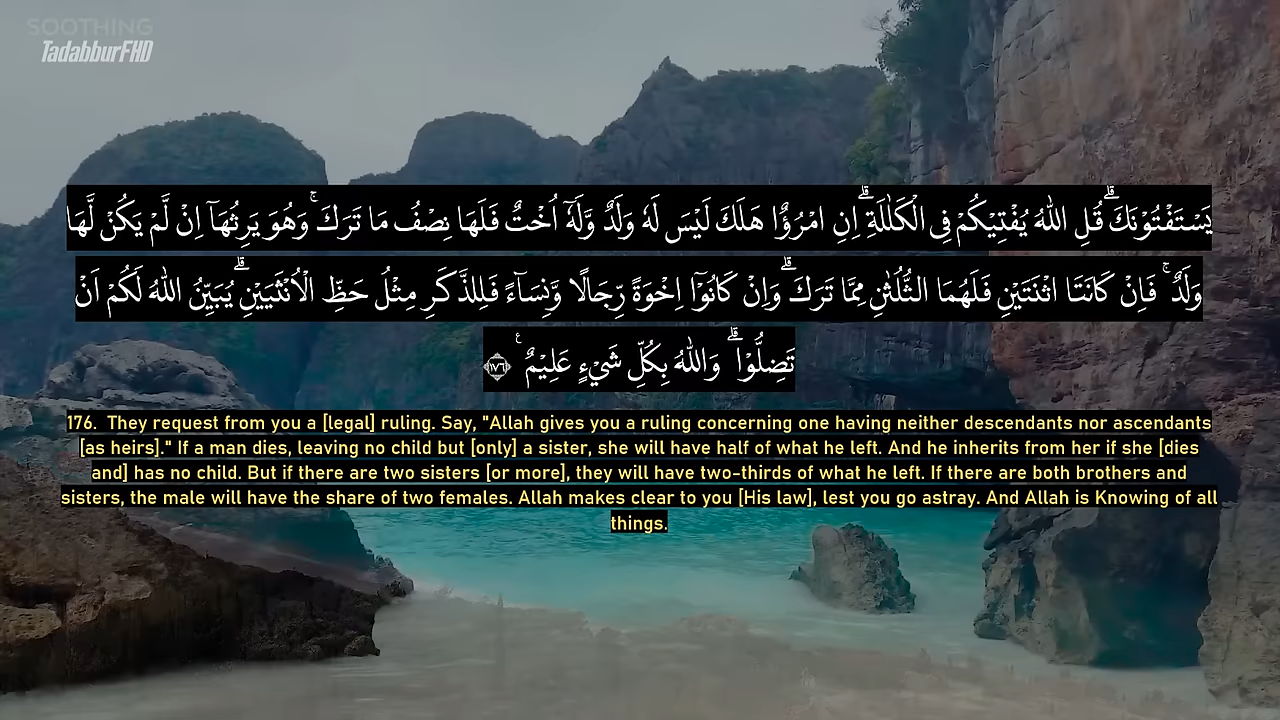 SOOTHING
TadabburFHD
يَسْتَفْتُوْنَكَ ؕ قُلِ اللّٰهُ يُفْتِيْكُمْ فِى الْكَلٰلَةِ ؕ اِنِ امْرُؤٌا هَلَكَ لَيْسَ لَهٗ وَلَدٌ وَّلَهٗۤ اُخْتٌ فَلَهَا نِصْفُ مَا تَرَكَ ۚ وَهُوَ يَرِثُهَاۤ اِنْ لَّمْ يَكُنْ لَّهَا
وَلَدٌ ؕ فَاِنْ كَانَتَا اثْنَتَيْنِ فَلَهُمَا الثُّلُثٰنِ مِمَّا تَرَكَ ؕ وَاِنْ كَانُوْۤا اِخْوَةً رِّجَالًا وَّنِسَآءً فَلِلذَّكَرِ مِثْلُ حَظِّ الْاُنْثَيَيْنِ ؕ يُبَيِّنُ اللّٰهُ لَكُمْ اَنْ
تَضِلُّوْا ؕ وَاللّٰهُ بِكُلِّ شَىْءٍ عَلِيْمٌ ۧ ﴿۱۷۶﴾
176. They request from you a [legal] ruling. Say, "Allah gives you a ruling concerning one having neither descendants nor ascendants
[as heirs]." If a man dies, leaving no child but [only] a sister, she will have half of what he left. And he inherits from her if she [dies
and] has no child. But if there are two sisters [or more], they will have two-thirds of what he left. If there are both brothers and
sisters, the male will have the share of two females. Allah makes clear to you [His law], lest you go astray. And Allah is Knowing of all
things.